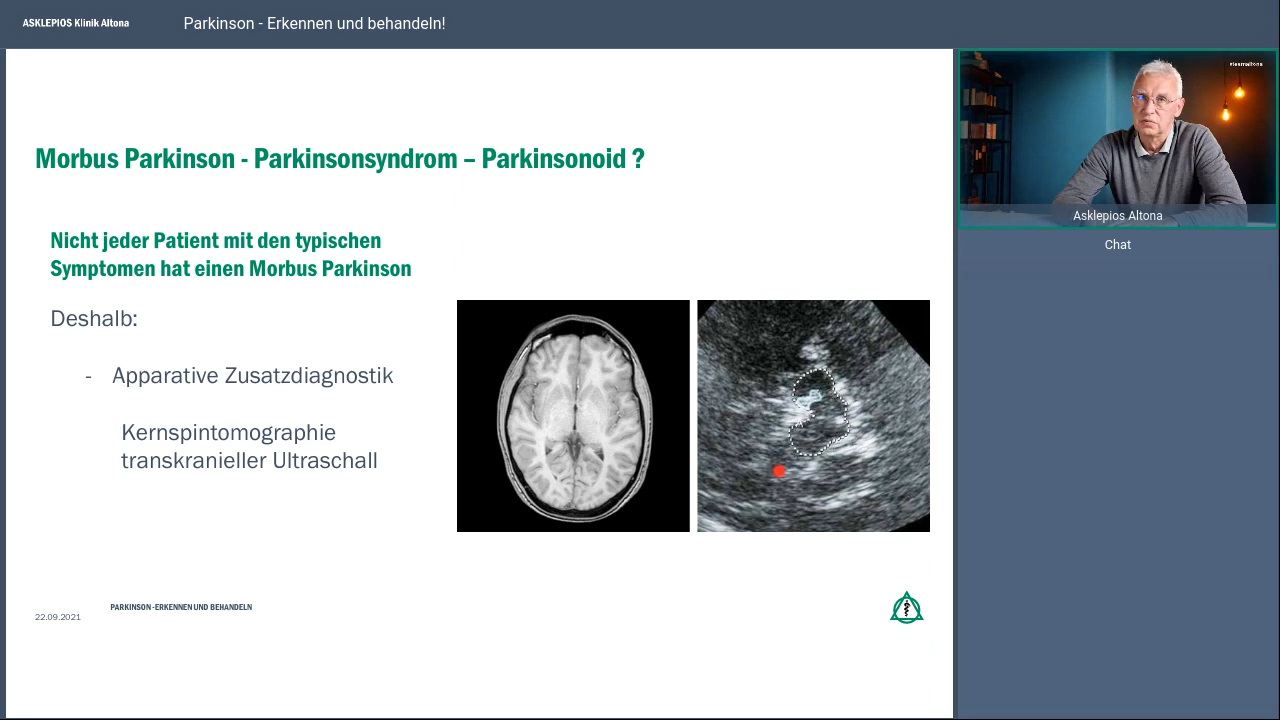 ASKLEPIOS Klinik Altona
Parkinson - Erkennen und behandeln!
Morbus Parkinson - Parkinsonsyndrom – Parkinsonoid ?
Nicht jeder Patient mit den typischen
Symptomen hat einen Morbus Parkinson
Deshalb:
- Apparative Zusatzdiagnostik
Kernspintomographie
transkranieller Ultraschall
22.09.2021
PARKINSON -ERKENNEN UND BEHANDELN
#teamaltona
Asklepios Altona
Chat